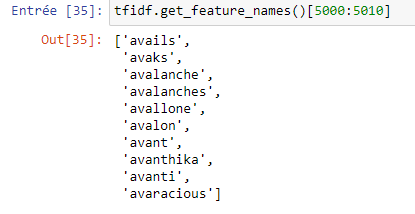 Entrée [35]: tfidf.get_feature_names()[5000:5010]
Out[35]: ['avails',
'avaks',
'avalanche',
'avalanches',
'avallone',
'avalon',
'avant',
'avanthika',
'avanti',
'avaracious']